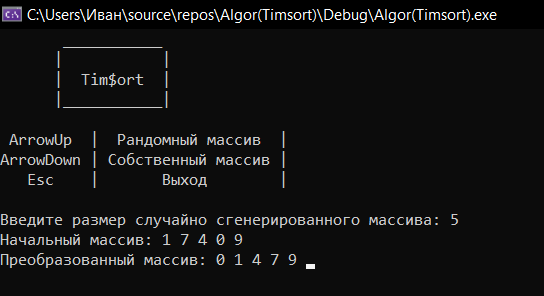 C:\Users\Иван\source\repos\Algor(Timsort)\Debug\Algor(Timsort).exe
Tim$ort
ArrowUp | Рандомный массив |
ArrowDown | Собственный массив |
Esc | Выход |
Введите размер случайно сгенерированного массива: 5
Начальный массив: 1 7 4 0 9
Преобразованный массив: 0 1 4 7 9